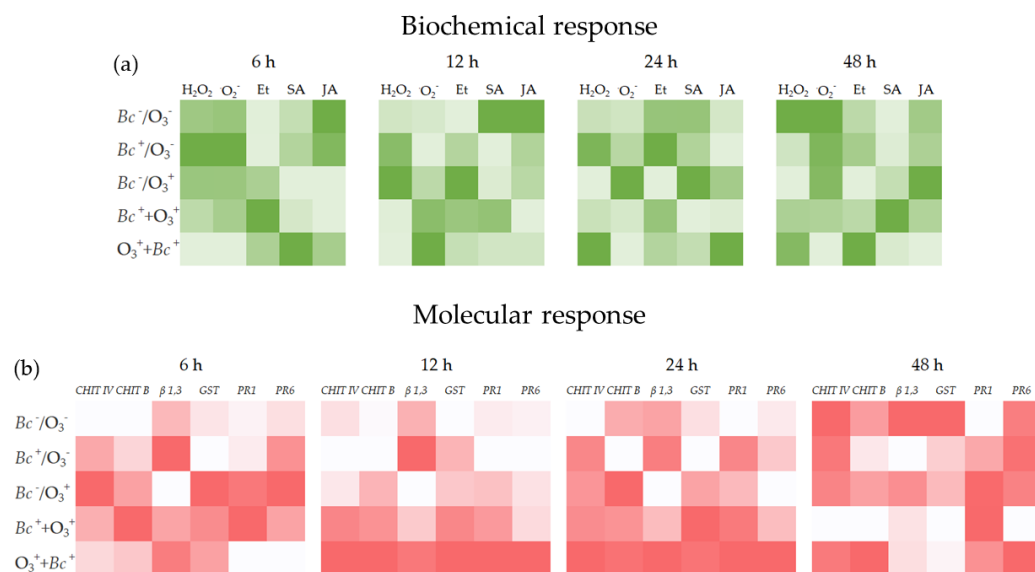 Biochemical response
(a)
6 h 12 h 24 h 48 h
H₂O₂ ·O₂⁻ Et SA JA H₂O₂ ·O₂⁻ Et SA JA H₂O₂ ·O₂⁻ Et SA JA H₂O₂ ·O₂⁻ Et SA JA
Bc⁻/O₃⁻
Bc⁺/O₃⁻
Bc⁻/O₃⁺
Bc⁺+O₃⁺
O₃⁺+Bc⁺
Molecular response
(b)
6 h 12 h 24 h 48 h
CHIT IV CHIT B β 1,3 GST PR1 PR6 CHIT IV CHIT B β 1,3 GST PR1 PR6 CHIT IV CHIT B β 1,3 GST PR1 PR6 CHIT IV CHIT B β 1,3 GST PR1 PR6
Bc⁻/O₃⁻
Bc⁺/O₃⁻
Bc⁻/O₃⁺
Bc⁺+O₃⁺
O₃⁺+Bc⁺